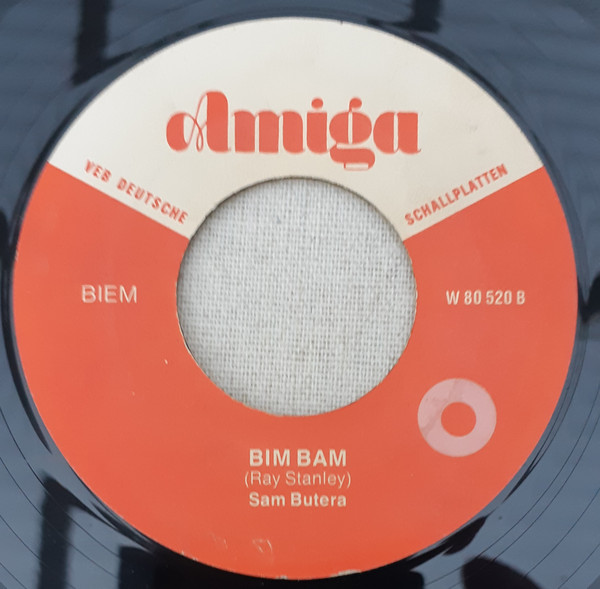 Amiga
VEB DEUTSCHE SCHALLPLATTEN
BIEM
W 80 520 B
BIM BAM
(Ray Stanley)
Sam Butera